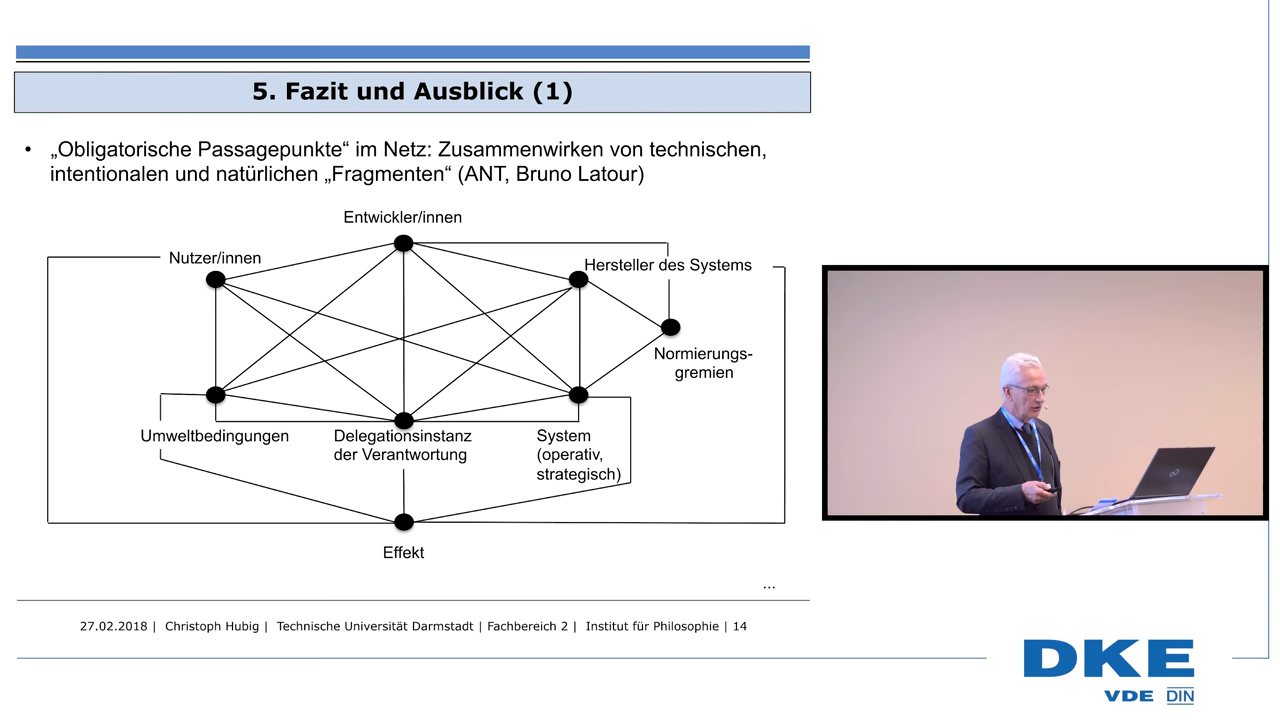 5. Fazit und Ausblick (1)
• „Obligatorische Passagepunkte“ im Netz: Zusammenwirken von technischen,
intentionalen und natürlichen „Fragmenten“ (ANT, Bruno Latour)
Entwickler/innen
Nutzer/innen
Hersteller des Systems
Normierungs-
gremien
Umweltbedingungen
Delegationsinstanz
der Verantwortung
System
(operativ,
strategisch)
Effekt
...
27.02.2018 | Christoph Hubig | Technische Universität Darmstadt | Fachbereich 2 | Institut für Philosophie | 14
DKE
VDE DIN